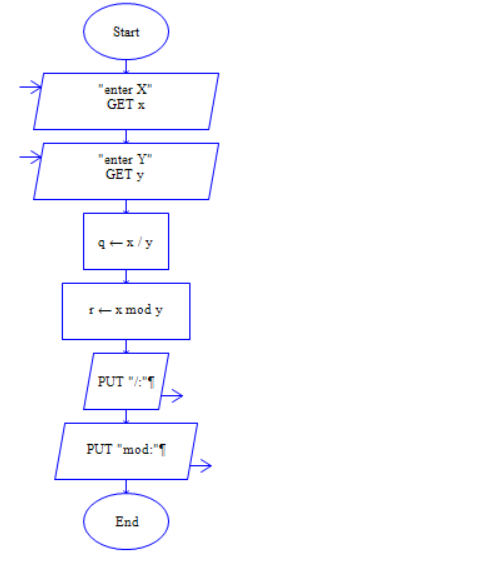 Start
"enter X"
GET x
"enter Y"
GET y
q ← x / y
r ← x mod y
PUT "/:"¶
PUT "mod:"¶
End